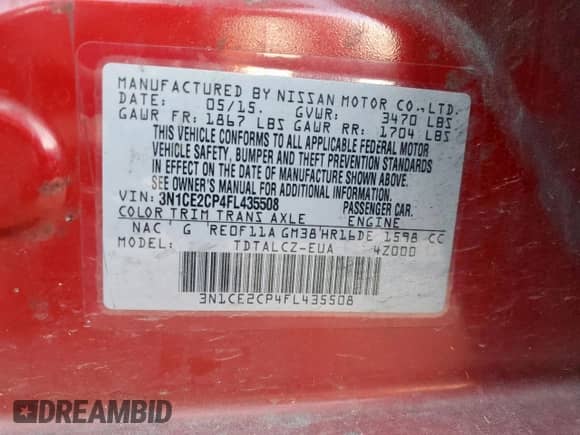 MANUFACTURED BY NISSAN MOTOR CO.,LTD.
DATE: 05/15. GVWR: 3470 LBS
GAWR FR: 1867 LBS GAWR RR: 1704 LBS
THIS VEHICLE CONFORMS TO ALL APPLICABLE FEDERAL MOTOR
VEHICLE SAFETY, BUMPER AND THEFT PREVENTION STANDARDS
IN EFFECT ON THE DATE OF MANUFACTURE SHOWN ABOVE.
SEE OWNER'S MANUAL FOR ADDITIONAL INFORMATION.
VIN: 3N1CE2CP4FL435508 PASSENGER CAR.
COLOR TRIM TRANS AXLE ENGINE
NAC G RE0F11A GM38 HR16DE 1598 CC
MODEL: TDTALCZ-EUA 4Z000
3N1CE2CP4FL435508
DREAMBID